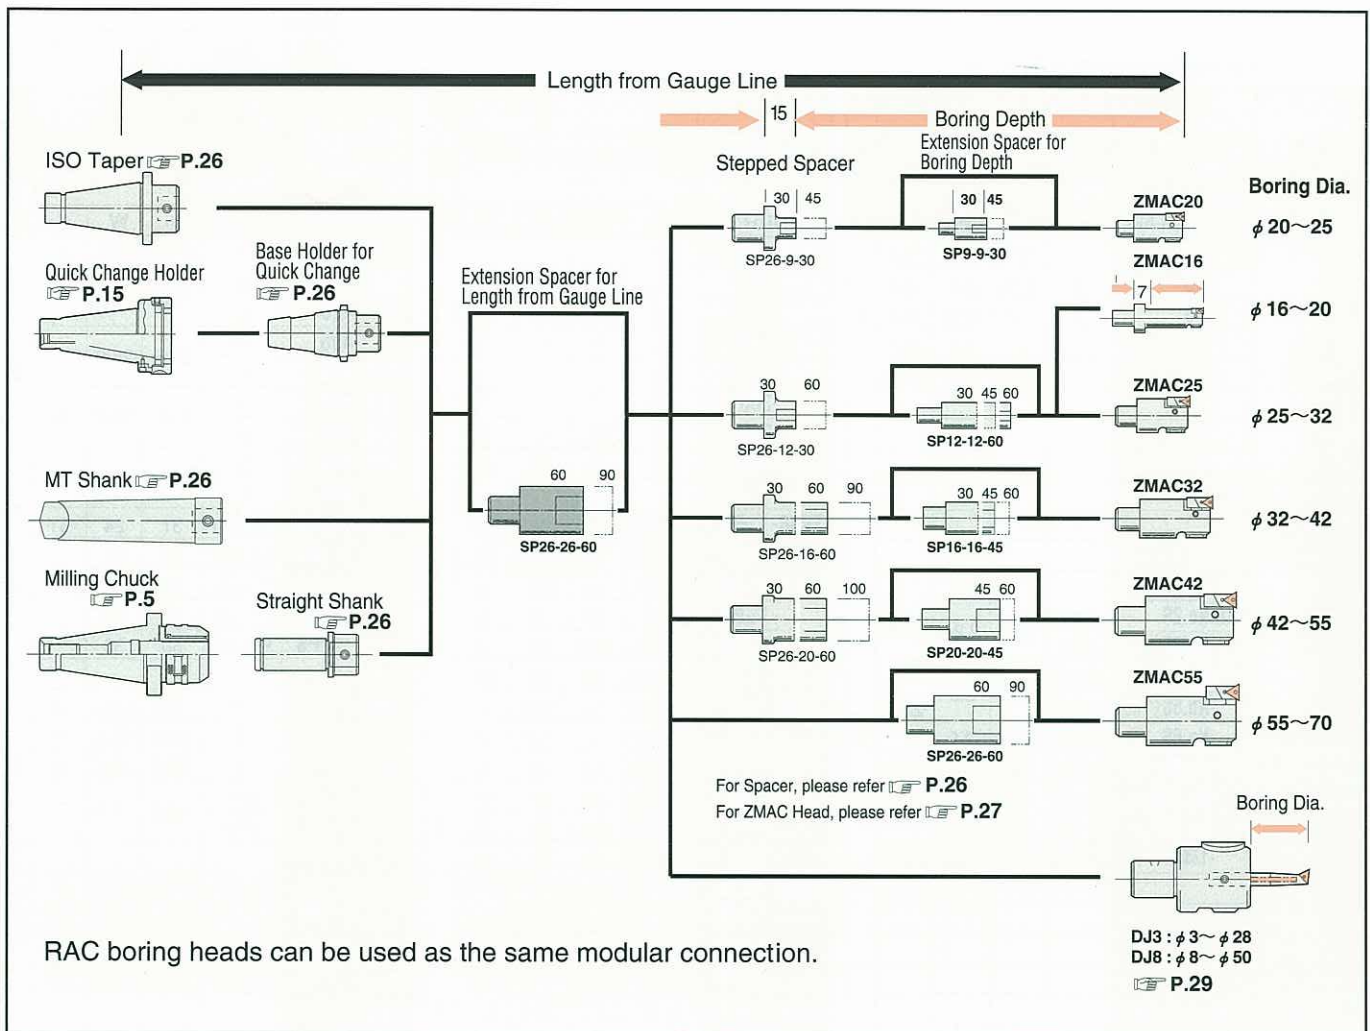 Length from Gauge Line
15
Boring Depth
ISO Taper ☞ P.26
Stepped Spacer
Extension Spacer for
Boring Depth
Boring Dia.
30 45
30 45
ZMAC20
φ 20~25
SP26-9-30
SP9-9-30
Quick Change Holder
☞ P.15
Base Holder for
Quick Change
☞ P.26
Extension Spacer for
Length from Gauge Line
ZMAC16
7
φ 16~20
30 60
30 45 60
ZMAC25
φ 25~32
SP26-12-30
SP12-12-60
MT Shank ☞ P.26
60 90
SP26-26-60
30 60 90
30 45 60
ZMAC32
φ 32~42
SP26-16-60
SP16-16-45
Milling Chuck
☞ P.5
Straight Shank
☞ P.26
30 60 100
45 60
ZMAC42
φ 42~55
SP26-20-60
SP20-20-45
60 90
ZMAC55
φ 55~70
SP26-26-60
For Spacer, please refer ☞ P.26
For ZMAC Head, please refer ☞ P.27
Boring Dia.
DJ3 : φ 3~ φ 28
DJ8 : φ 8~ φ 50
☞ P.29
RAC boring heads can be used as the same modular connection.